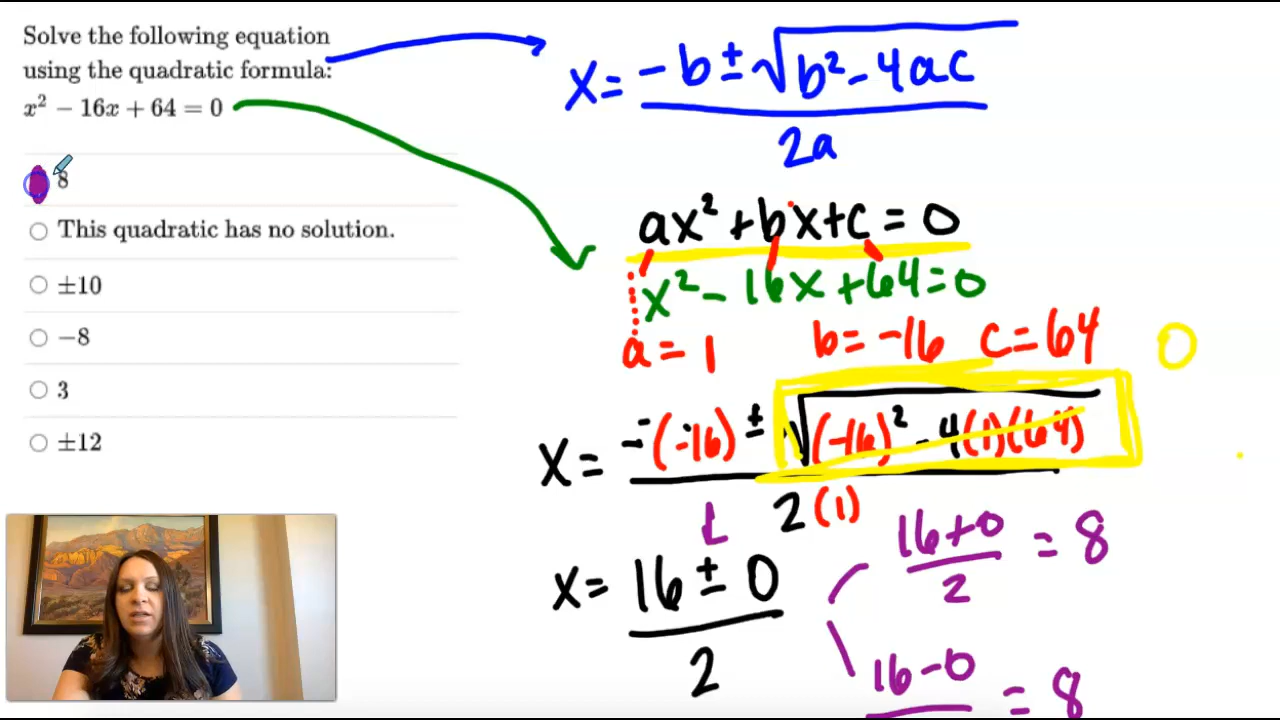 Solve the following equation
using the quadratic formula:
x² − 16x + 64 = 0
8
This quadratic has no solution.
±10
−8
3
±12
x = −b ± √(b² − 4ac) / 2a
ax² + bx + c = 0
x² − 16x + 64 = 0
a = 1 b = −16 c = 64 0
x = −(−16) ± √((−16)² − 4(1)(64)) / 2(1)
x = 16 ± 0 / 2
16 + 0 / 2 = 8
16 − 0 = 8